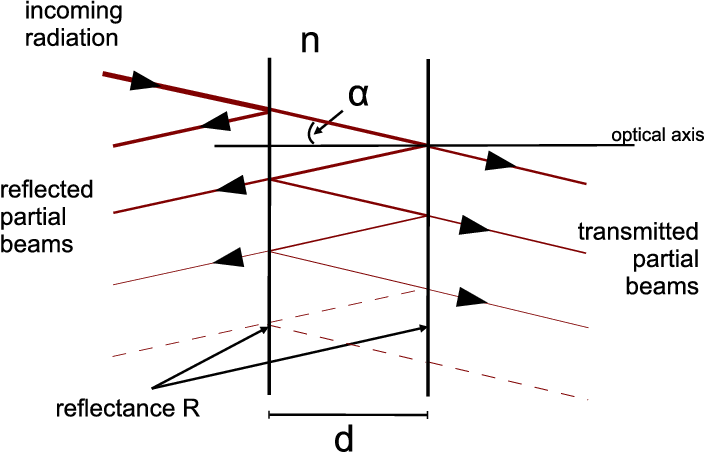 incoming
radiation
n
α
optical axis
reflected
partial
beams
transmitted
partial
beams
reflectance R
d